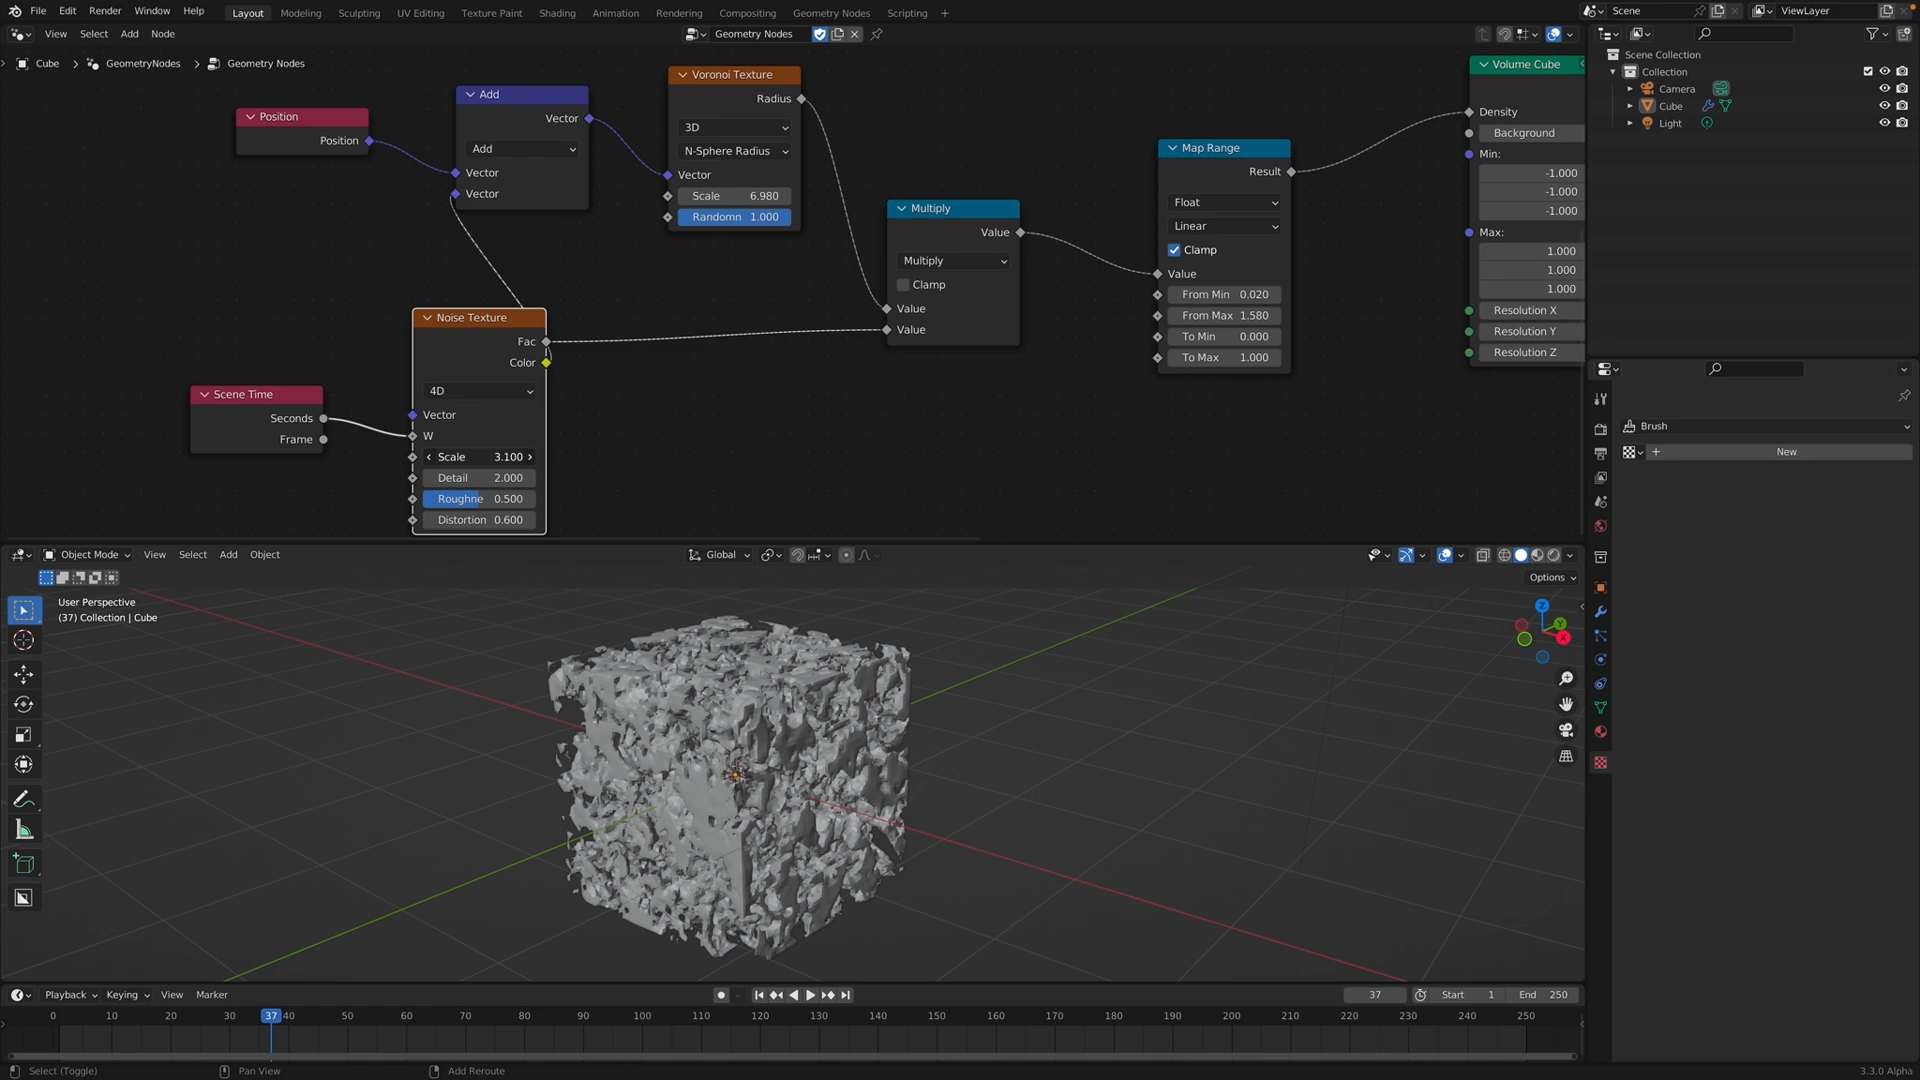 File Edit Render Window Help Layout Modeling Sculpting UV Editing Texture Paint Shading Animation Rendering Compositing Geometry Nodes Scripting + Scene ViewLayer
View Select Add Node Geometry Nodes
Cube > GeometryNodes > Geometry Nodes
Position
Position
Add
Vector
Add
Vector
Vector
Voronoi Texture
Radius
3D
N-Sphere Radius
Vector
Scale 6.980
Randomn 1.000
Multiply
Value
Multiply
Clamp
Value
Value
Map Range
Result
Float
Linear
Clamp
Value
From Min 0.020
From Max 1.580
To Min 0.000
To Max 1.000
Volume Cube
Density
Background
Min:
-1.000
-1.000
-1.000
Max:
1.000
1.000
1.000
Resolution X
Resolution Y
Resolution Z
Noise Texture
Fac
Color
4D
Vector
W
Scale 3.100
Detail 2.000
Roughne 0.500
Distortion 0.600
Scene Time
Seconds
Frame
Scene Collection
Collection
Camera
Cube
Light
Brush
+ New
Object Mode View Select Add Object Global
Options
User Perspective
(37) Collection | Cube
Z
Y
X
Playback Keying View Marker 37 Start 1 End 250
0 10 20 30 37 40 50 60 70 80 90 100 110 120 130 140 150 160 170 180 190 200 210 220 230 240 250
Select (Toggle) Pan View Add Reroute 3.3.0 Alpha